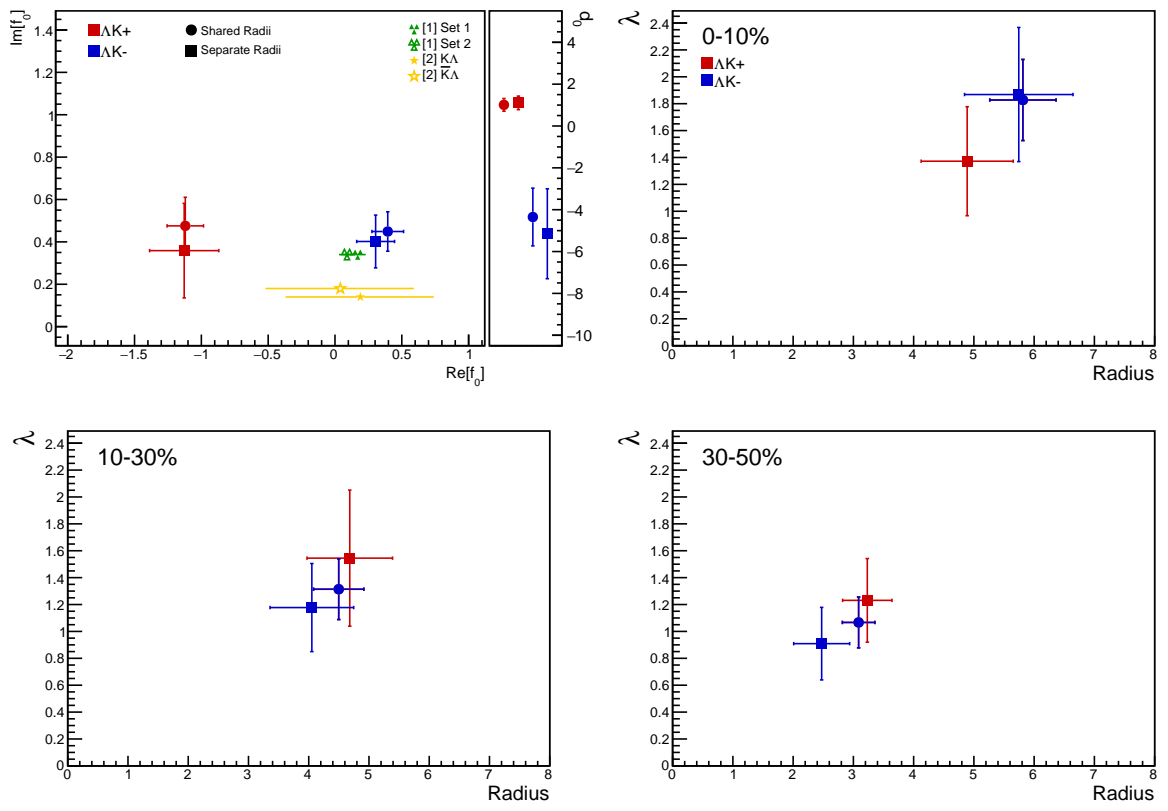 Im[f0]
1.4
1.2
1
0.8
0.6
0.4
0.2
0
−2
−1.5
−1
−0.5
0
0.5
1
Re[f0]
ΛK+
ΛK-
Shared Radii
Separate Radii
[1] Set 1
[1] Set 2
[2] KΛ
[2] K̅Λ
d0
4
2
0
−2
−4
−6
−8
−10
λ
2.4
2.2
2
1.8
1.6
1.4
1.2
1
0.8
0.6
0.4
0.2
0
0-10%
ΛK+
ΛK-
0 1 2 3 4 5 6 7 8
Radius
λ
2.4
2.2
2
1.8
1.6
1.4
1.2
1
0.8
0.6
0.4
0.2
0
10-30%
0 1 2 3 4 5 6 7 8
Radius
λ
2.4
2.2
2
1.8
1.6
1.4
1.2
1
0.8
0.6
0.4
0.2
0
30-50%
0 1 2 3 4 5 6 7 8
Radius